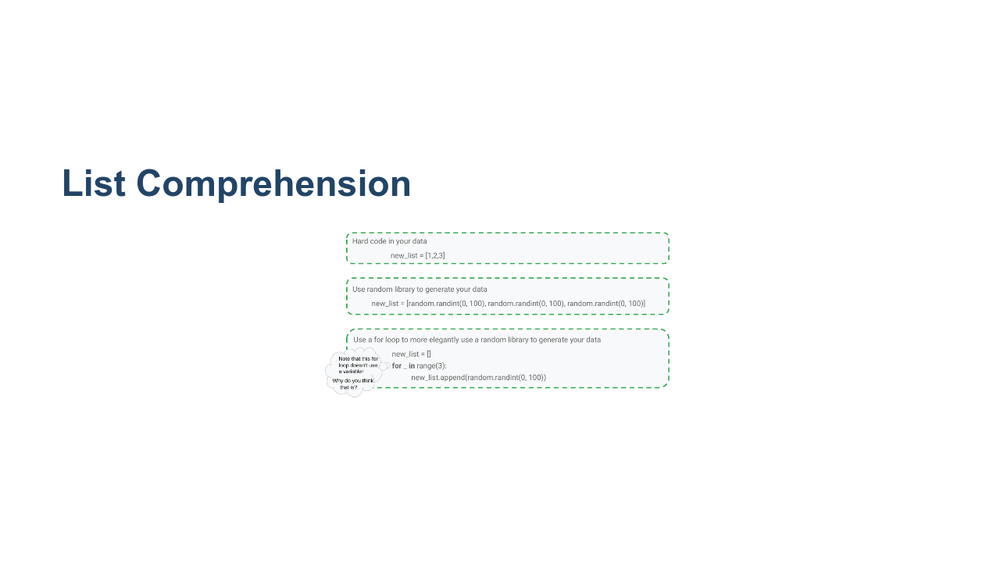 List Comprehension
Hard code in your data
new_list = [1,2,3]
Use random library to generate your data
new_list = [random.randint(0, 100), random.randint(0, 100), random.randint(0, 100)]
Use a for loop to more elegantly use a random library to generate your data
new_list = []
for _ in range(3):
new_list.append(random.randint(0, 100))
Note that this for
loop doesn't use
a variable!
Why do you think
that is?